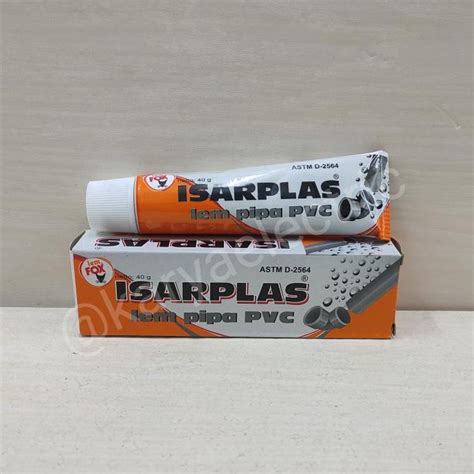 lem
FOX
netto: 40 g
ASTM D-2564
ISARPLAS®
lem pipa PVC
lem
FOX
netto: 40 g
ASTM D-2564
ISARPLAS®
lem pipa PVC
@karyaelectric